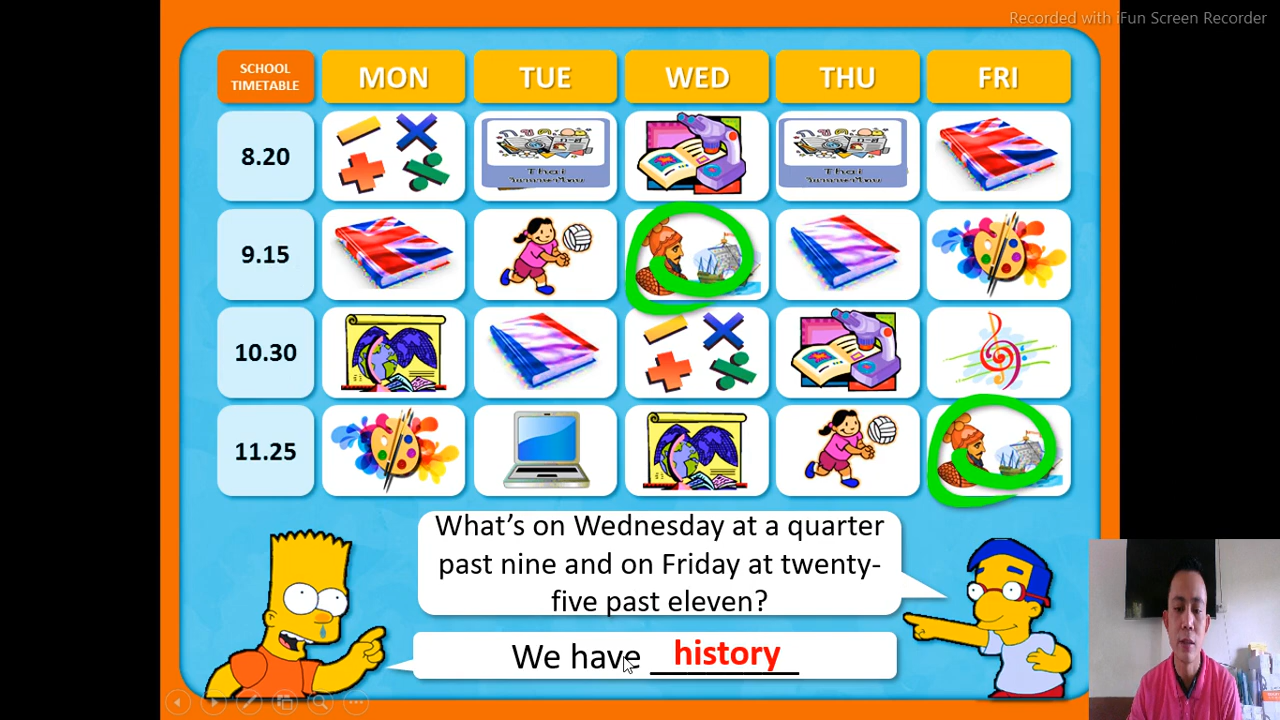 Recorded with iFun Screen Recorder
SCHOOL
TIMETABLE
MON
TUE
WED
THU
FRI
8.20
Thai
Thai
9.15
10.30
11.25
What's on Wednesday at a quarter
past nine and on Friday at twenty-
five past eleven?
We have history